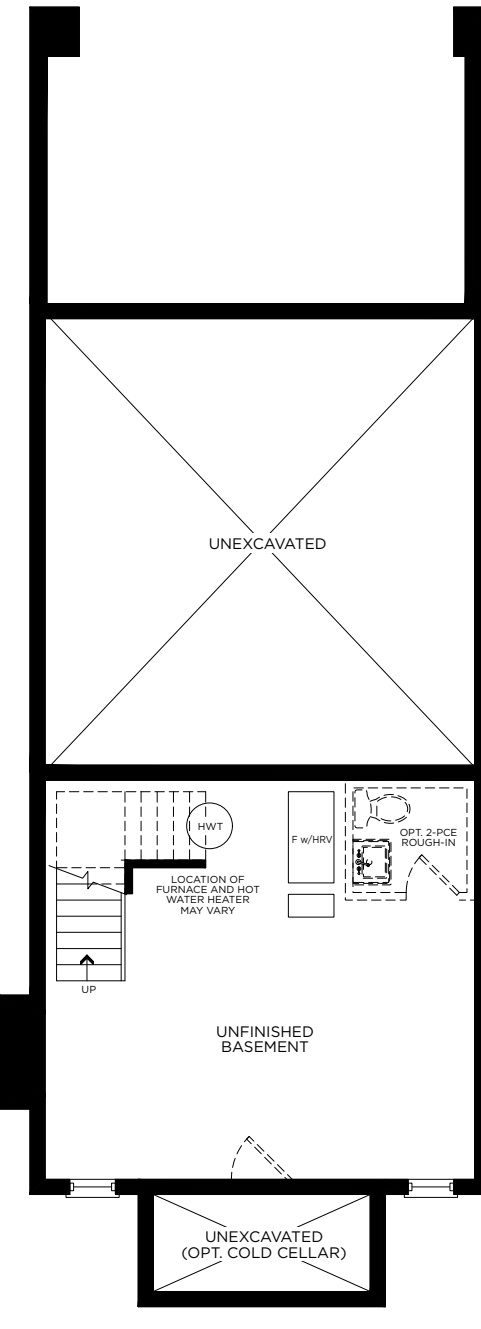 UNEXCAVATED
HWT
F w/HRV
OPT. 2-PCE
ROUGH-IN
LOCATION OF
FURNACE AND HOT
WATER HEATER
MAY VARY
UP
UNFINISHED
BASEMENT
UNEXCAVATED
(OPT. COLD CELLAR)